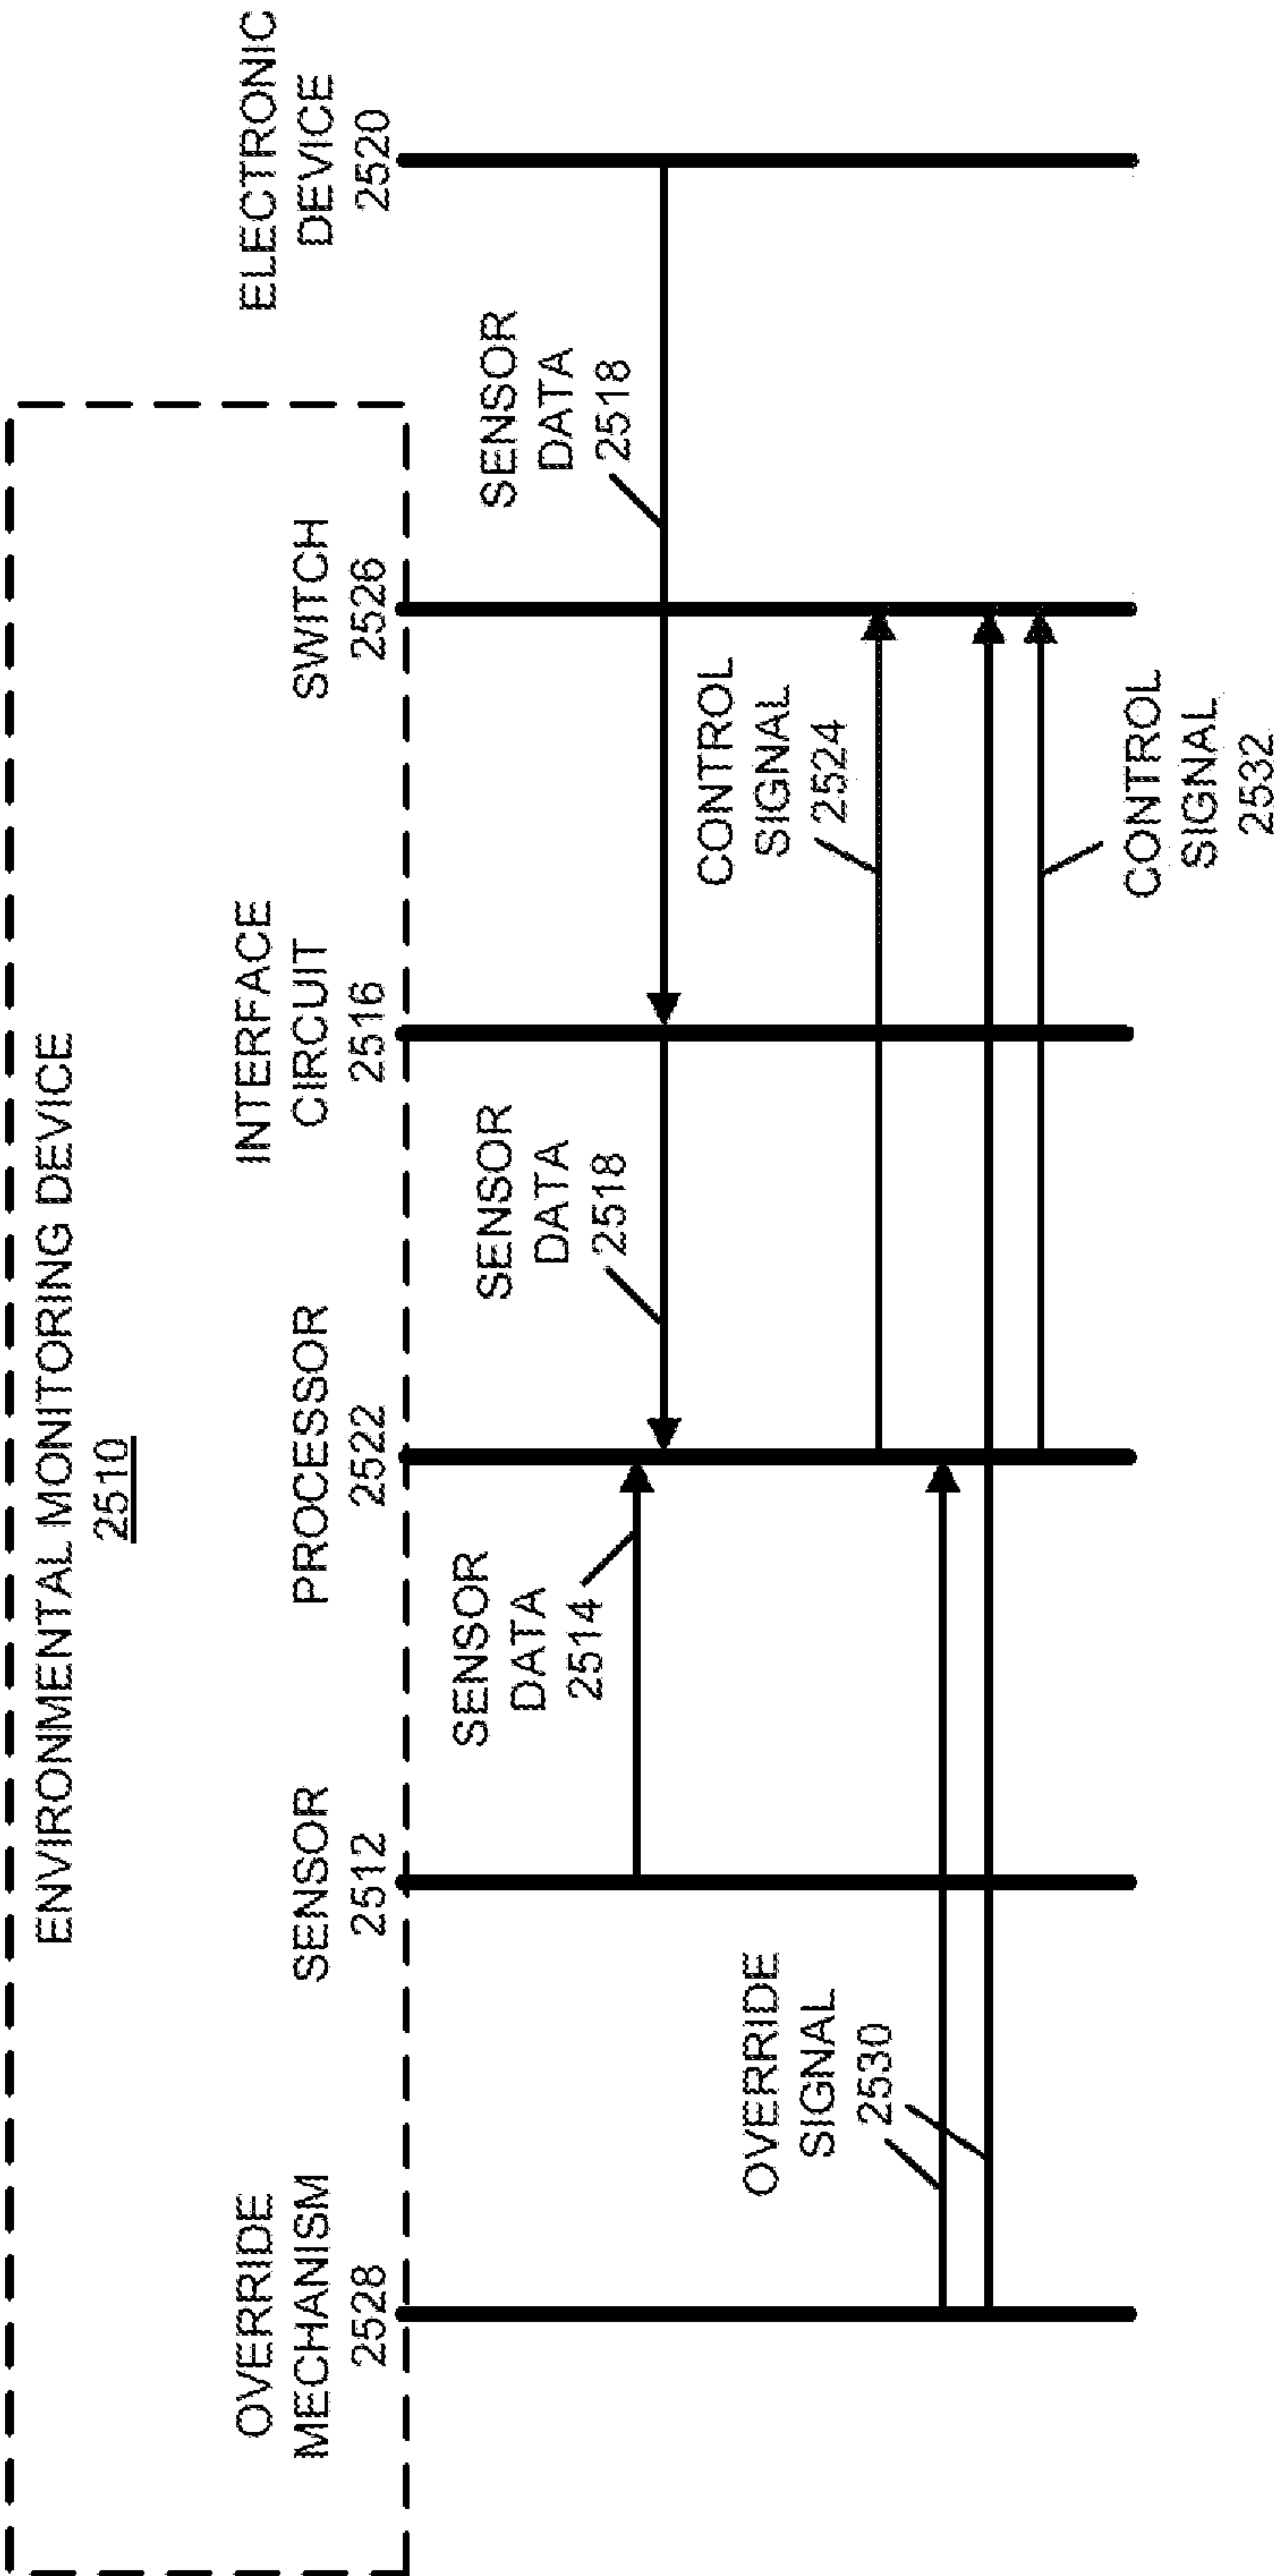 ENVIRONMENTAL MONITORING DEVICE
2510
OVERRIDE
MECHANISM
2528
SENSOR
2512
PROCESSOR
2522
INTERFACE
CIRCUIT
2516
SWITCH
2526
ELECTRONIC
DEVICE
2520
SENSOR
DATA
2514
SENSOR
DATA
2518
SENSOR
DATA
2518
CONTROL
SIGNAL
2524
OVERRIDE
SIGNAL
2530
CONTROL
SIGNAL
2532